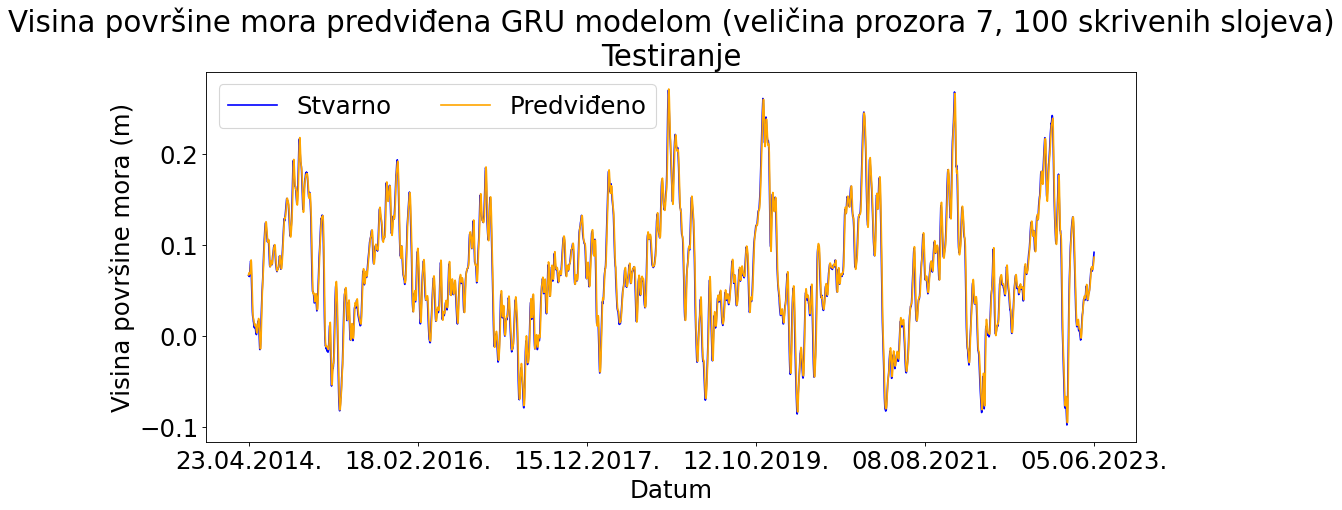 Visina površine mora predviđena GRU modelom (veličina prozora 7, 100 skrivenih slojeva)
Testiranje
Stvarno Predviđeno
Visina površine mora (m)
0.2
0.1
0.0
−0.1
23.04.2014. 18.02.2016. 15.12.2017. 12.10.2019. 08.08.2021. 05.06.2023.
Datum